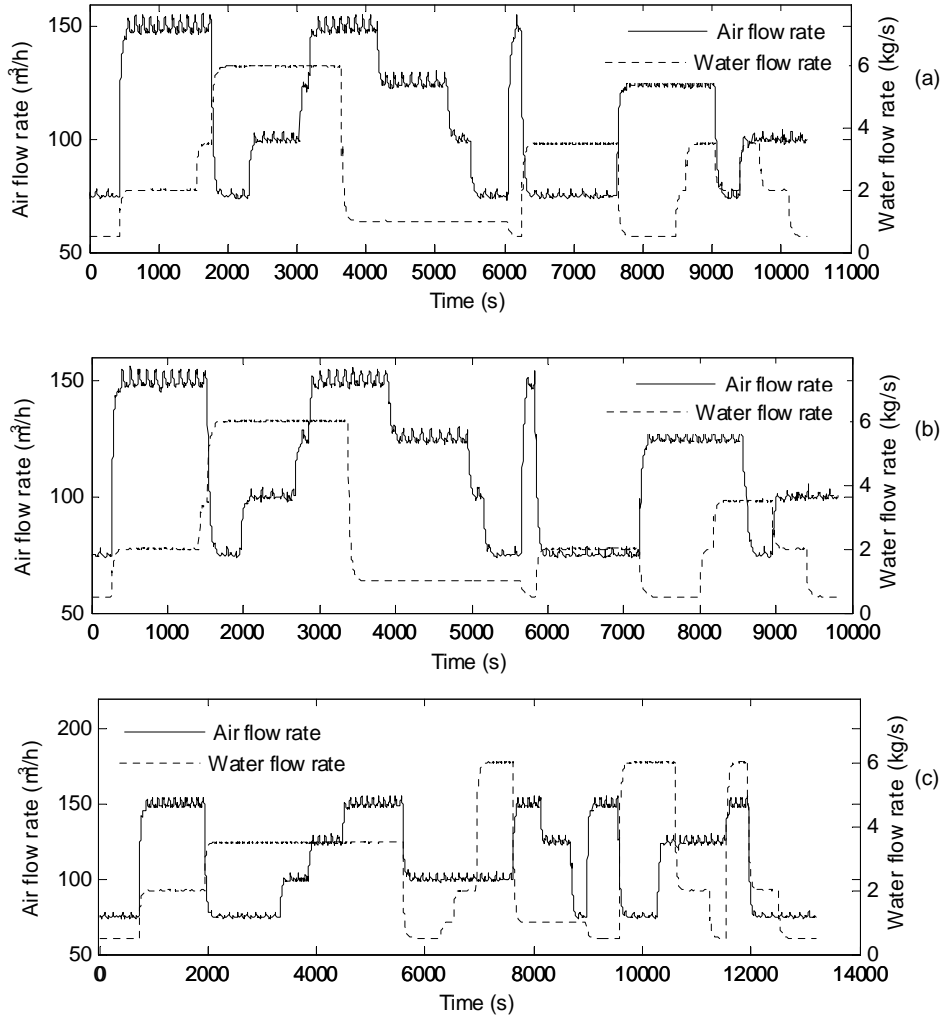 150
100
50
Air flow rate (m³/h)
Air flow rate
Water flow rate
6
4
2
0
Water flow rate (kg/s)
(a)
0 1000 2000 3000 4000 5000 6000 7000 8000 9000 10000 11000
Time (s)
150
100
50
Air flow rate (m³/h)
Air flow rate
Water flow rate
6
4
2
0
Water flow rate (kg/s)
(b)
0 1000 2000 3000 4000 5000 6000 7000 8000 9000 10000
Time (s)
200
150
100
50
Air flow rate (m³/h)
Air flow rate
Water flow rate
6
4
2
0
Water flow rate (kg/s)
(c)
0 2000 4000 6000 8000 10000 12000 14000
Time (s)